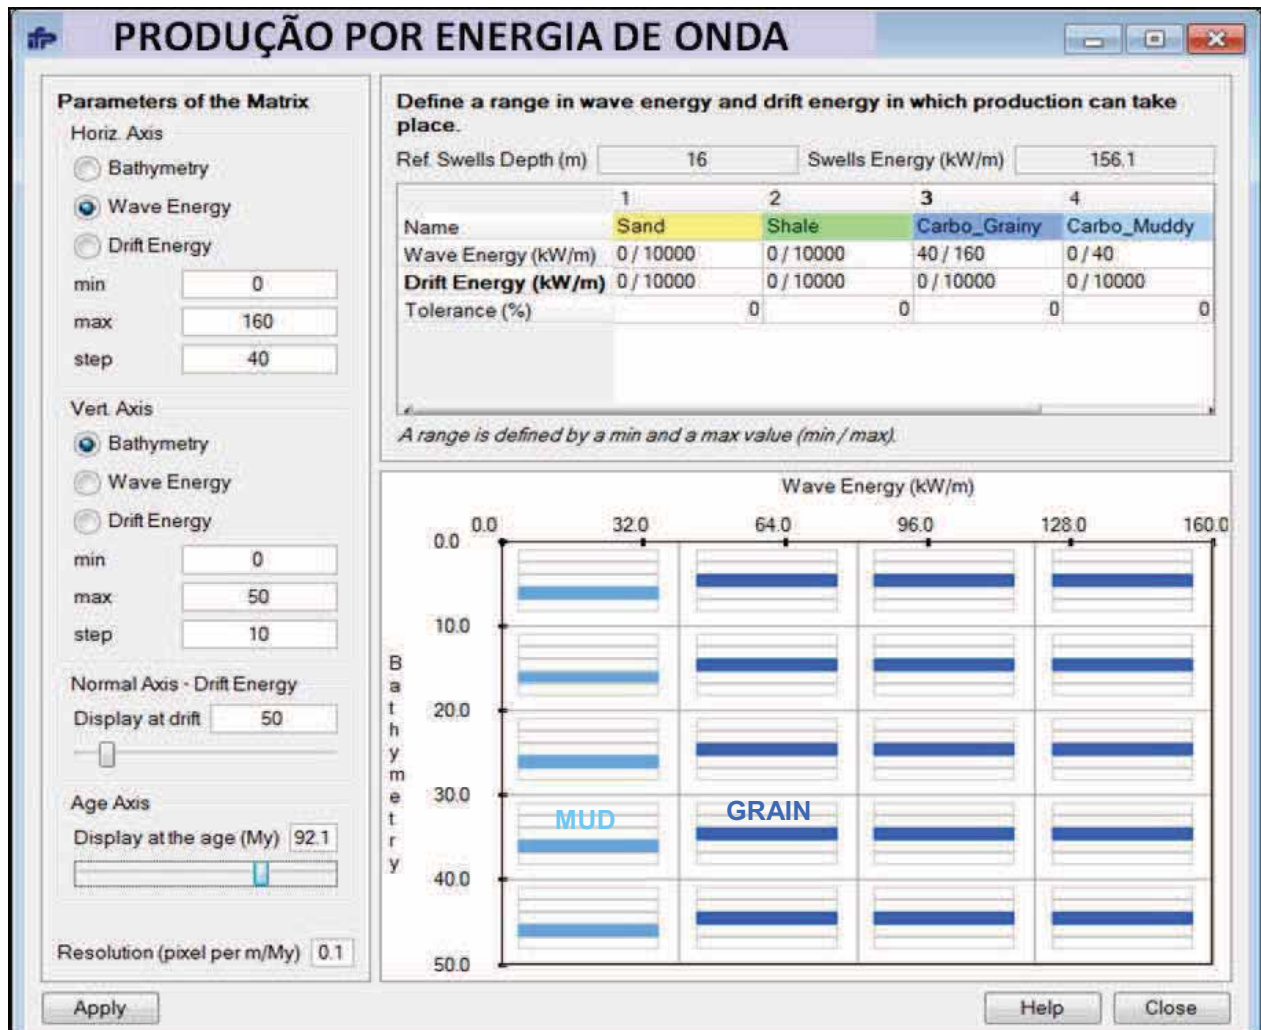 ifp PRODUÇÃO POR ENERGIA DE ONDA
Parameters of the Matrix
Horiz. Axis
Bathymetry
Wave Energy
Drift Energy
min 0
max 160
step 40
Vert. Axis
Bathymetry
Wave Energy
Drift Energy
min 0
max 50
step 10
Normal Axis - Drift Energy
Display at drift 50
Age Axis
Display at the age (My) 92.1
Resolution (pixel per m/My) 0.1
Define a range in wave energy and drift energy in which production can take
place.
Ref. Swells Depth (m) 16 Swells Energy (kW/m) 156.1
1 2 3 4
Name Sand Shale Carbo_Grainy Carbo_Muddy
Wave Energy (kW/m) 0 / 10000 0 / 10000 40 / 160 0 / 40
Drift Energy (kW/m) 0 / 10000 0 / 10000 0 / 10000 0 / 10000
Tolerance (%) 0 0 0 0
A range is defined by a min and a max value (min / max).
Wave Energy (kW/m)
0.0 32.0 64.0 96.0 128.0 160.0
0.0
10.0
20.0
30.0
40.0
50.0
Bathymetry
MUD GRAIN
Apply Help Close